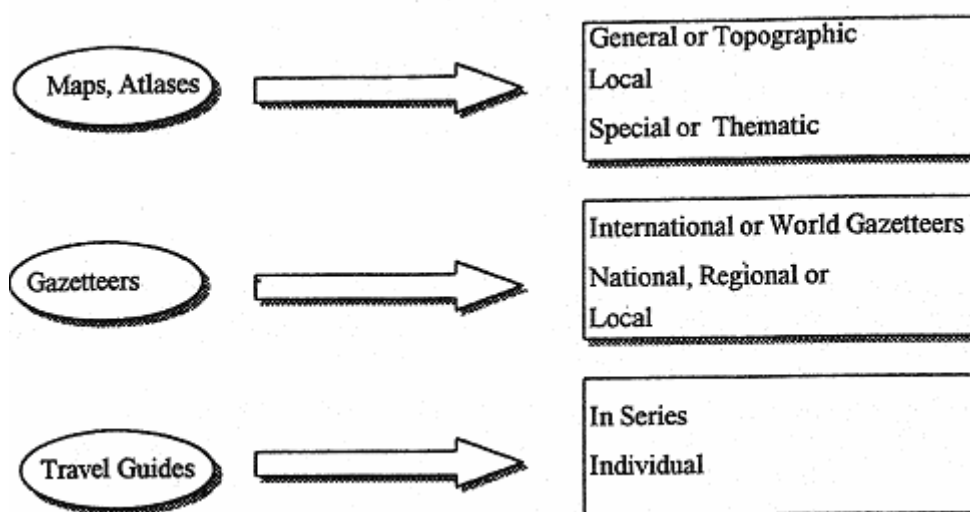 Maps, Atlases
General or Topographic
Local
Special or Thematic
Gazetteers
International or World Gazetteers
National, Regional or
Local
Travel Guides
In Series
Individual